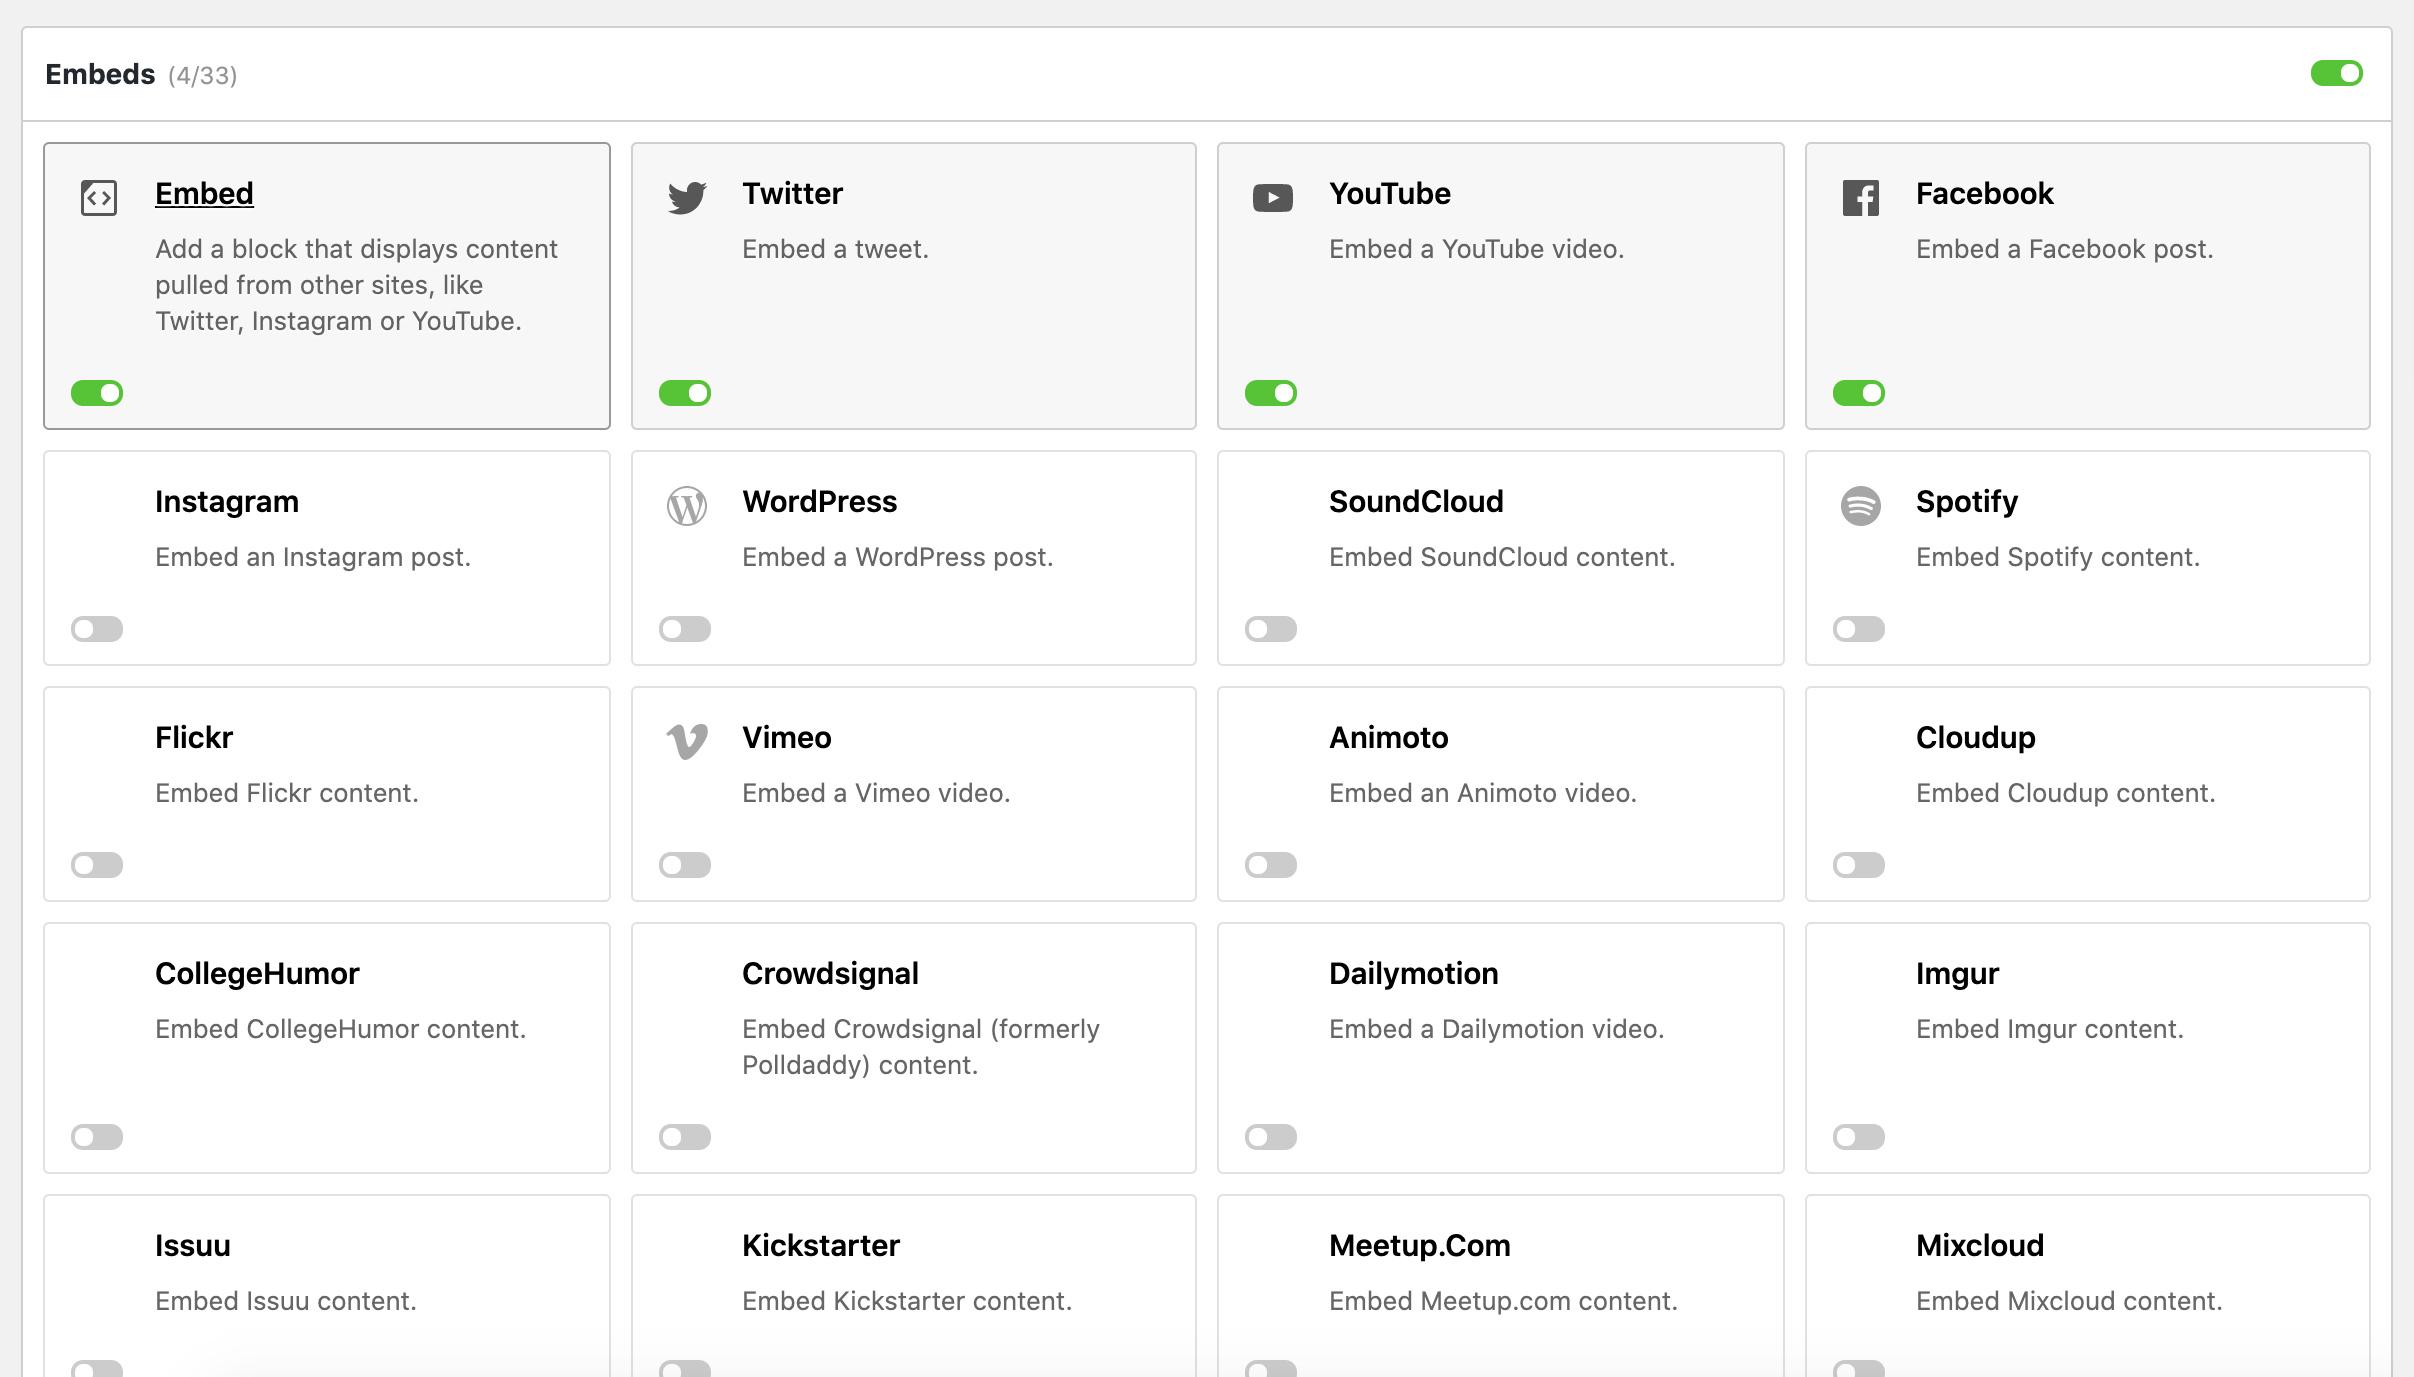 Embeds (4/33)
Embed
Add a block that displays content
pulled from other sites, like
Twitter, Instagram or YouTube.
Twitter
Embed a tweet.
YouTube
Embed a YouTube video.
Facebook
Embed a Facebook post.
Instagram
Embed an Instagram post.
WordPress
Embed a WordPress post.
SoundCloud
Embed SoundCloud content.
Spotify
Embed Spotify content.
Flickr
Embed Flickr content.
Vimeo
Embed a Vimeo video.
Animoto
Embed an Animoto video.
Cloudup
Embed Cloudup content.
CollegeHumor
Embed CollegeHumor content.
Crowdsignal
Embed Crowdsignal (formerly
Polldaddy) content.
Dailymotion
Embed a Dailymotion video.
Imgur
Embed Imgur content.
Issuu
Embed Issuu content.
Kickstarter
Embed Kickstarter content.
Meetup.Com
Embed Meetup.com content.
Mixcloud
Embed Mixcloud content.